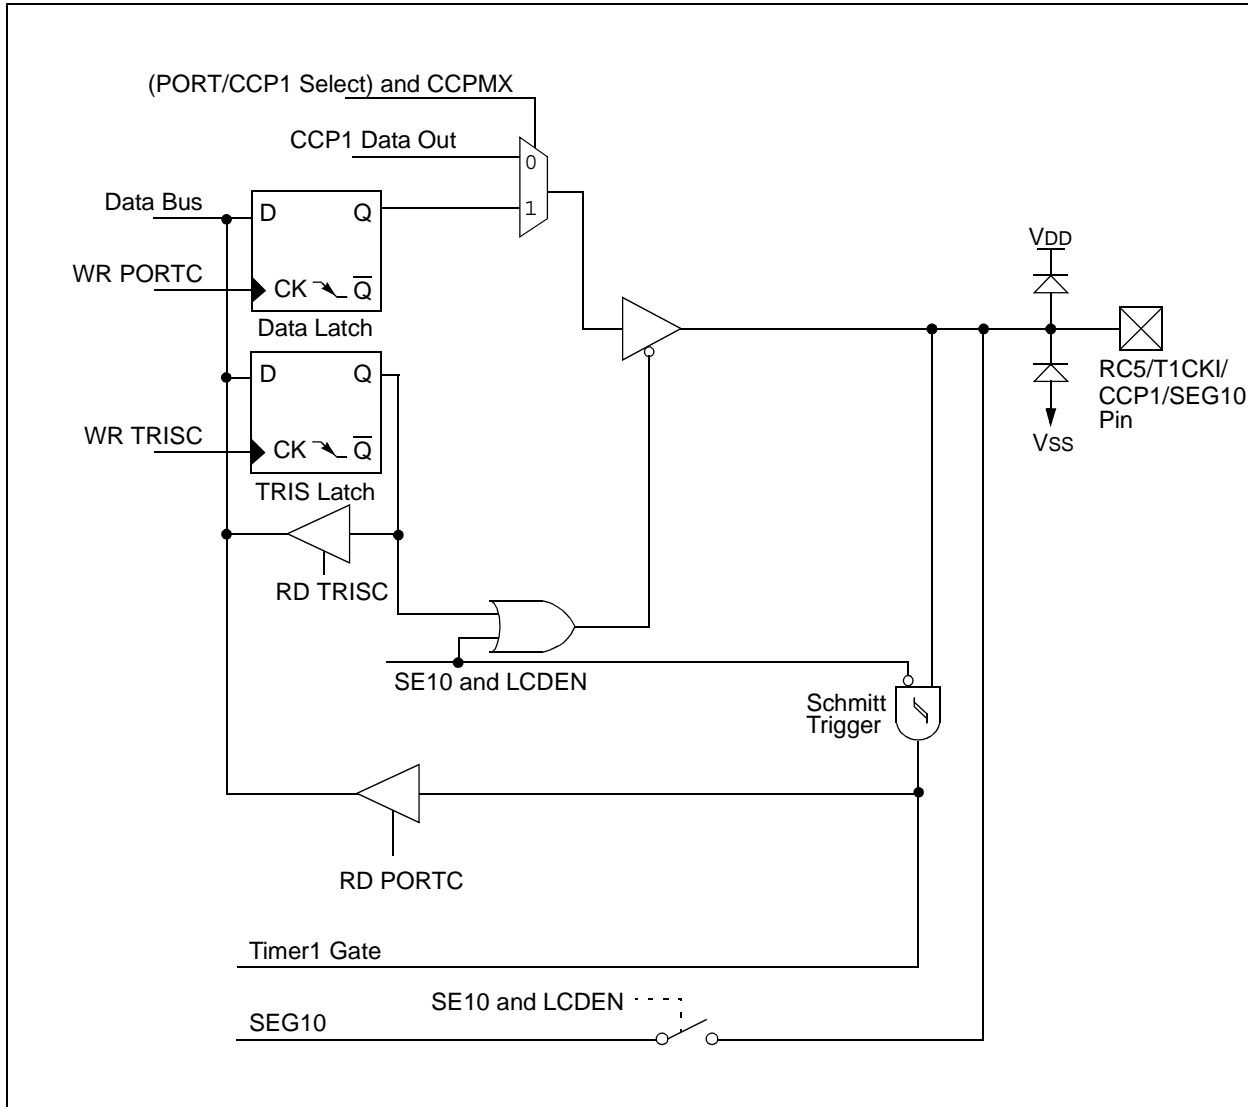 (PORT/CCP1 Select) and CCPMX
CCP1 Data Out
0
1
Data Bus
D
Q
WR PORTC
CK
Q
Data Latch
D
Q
WR TRISC
CK
Q
TRIS Latch
RD TRISC
SE10 and LCDEN
Schmitt
Trigger
VDD
VSS
RC5/T1CKI/
CCP1/SEG10
Pin
RD PORTC
Timer1 Gate
SE10 and LCDEN
SEG10